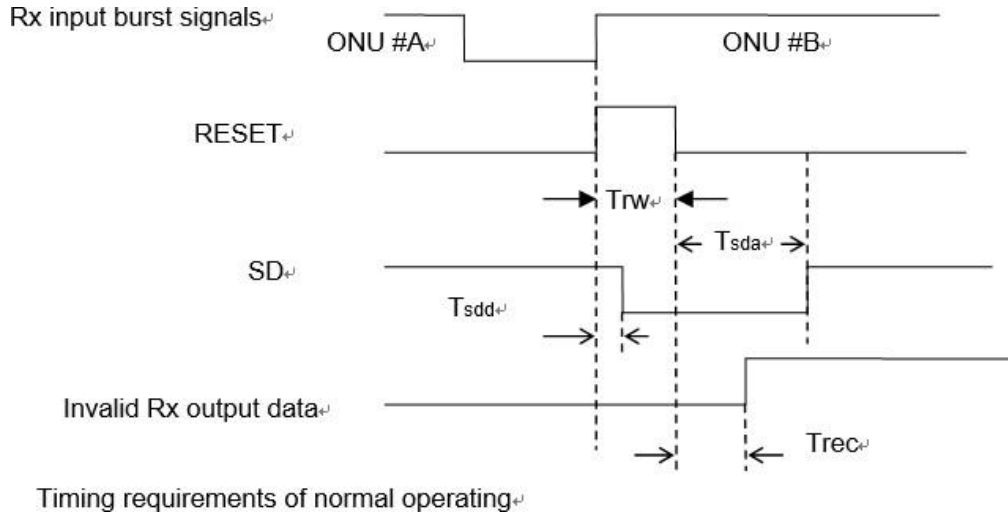 Rx input burst signals
ONU #A
ONU #B
RESET
Trw
Tsda
SD
Tsdd
Invalid Rx output data
Trec
Timing requirements of normal operating